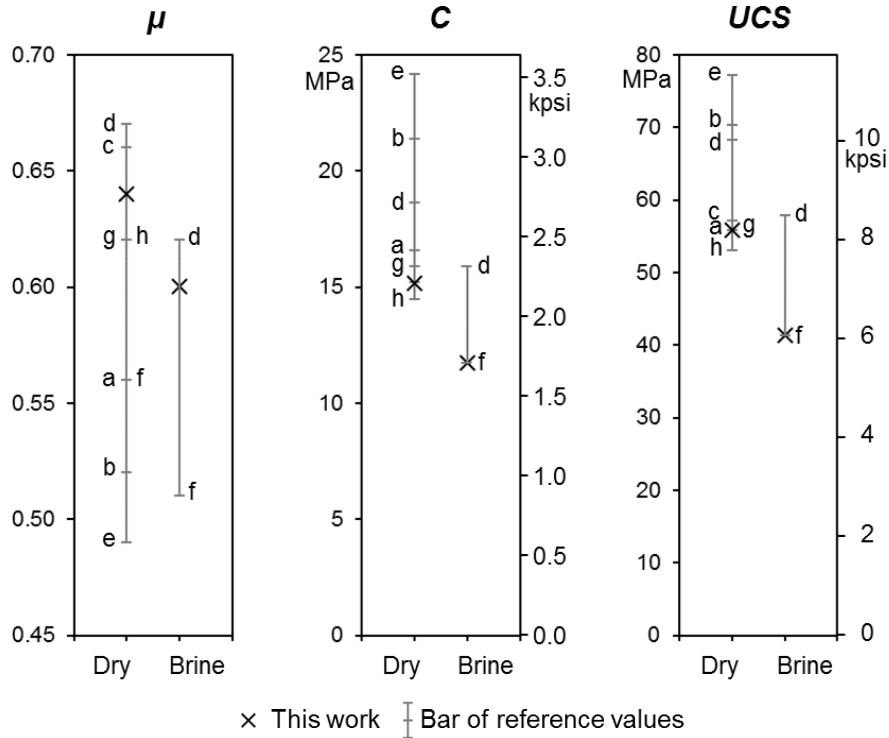 μ C UCS
0.70 25 80
MPa MPa
e 3.5 e
d kpsi 70 b 10
c b d kpsi
0.65 20 3.0
d 60 c d
g h d a 2.5 a g 8
g d h
0.60 15 h 50
2.0
f 40 f 6
a f 1.5
0.55 10 30
b 4
f 1.0
0.50 20
e 5 2
0.5 10
0.45 0 0.0 0 0
Dry Brine Dry Brine Dry Brine
× This work Bar of reference values